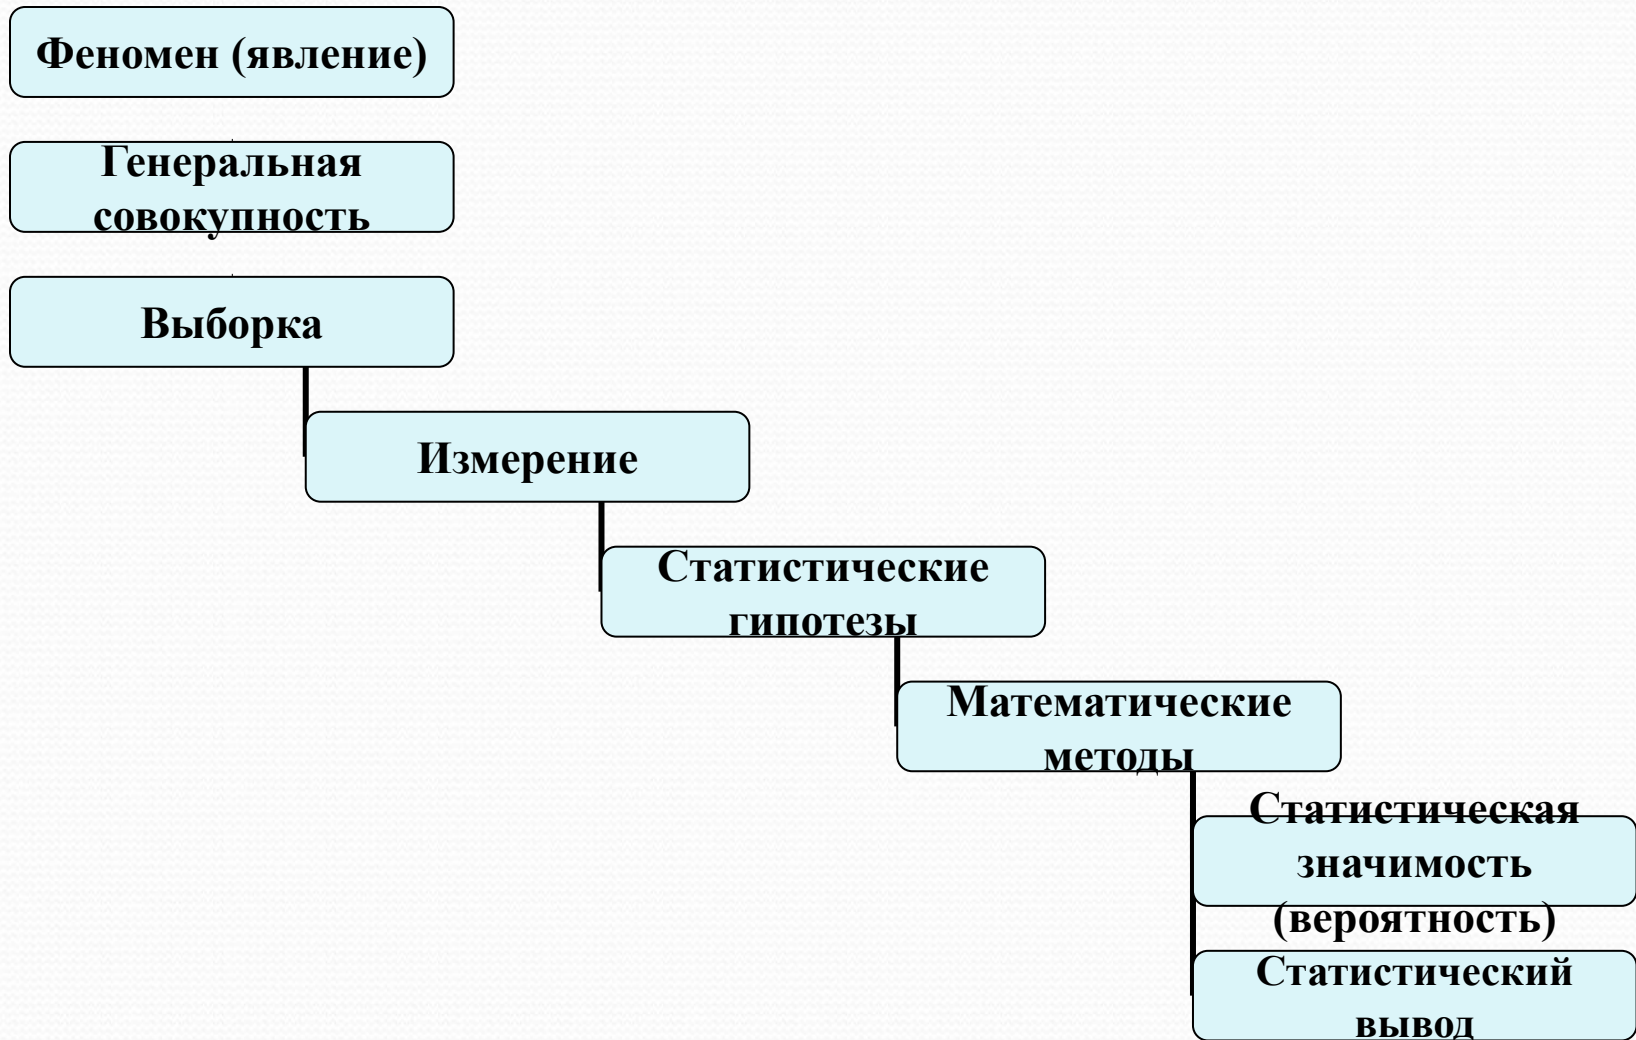 Феномен (явление)
Генеральная
совокупность
Выборка
Измерение
Статистические
гипотезы
Математические
методы
Статистическая
значимость
(вероятность)
Статистический
вывод